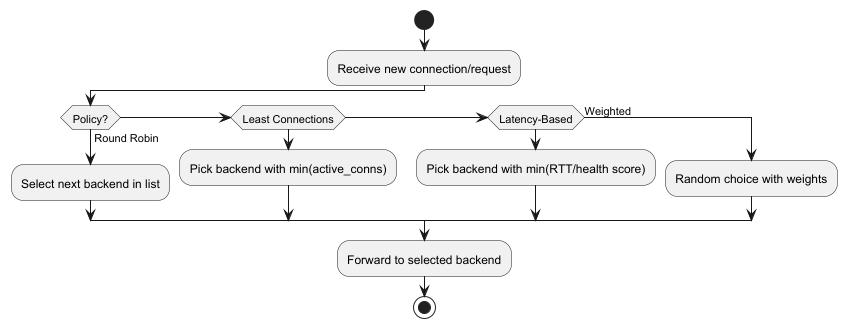 Receive new connection/request
Policy?
Round Robin
Least Connections
Latency-Based
Weighted
Select next backend in list
Pick backend with min(active_conns)
Pick backend with min(RTT/health score)
Random choice with weights
Forward to selected backend